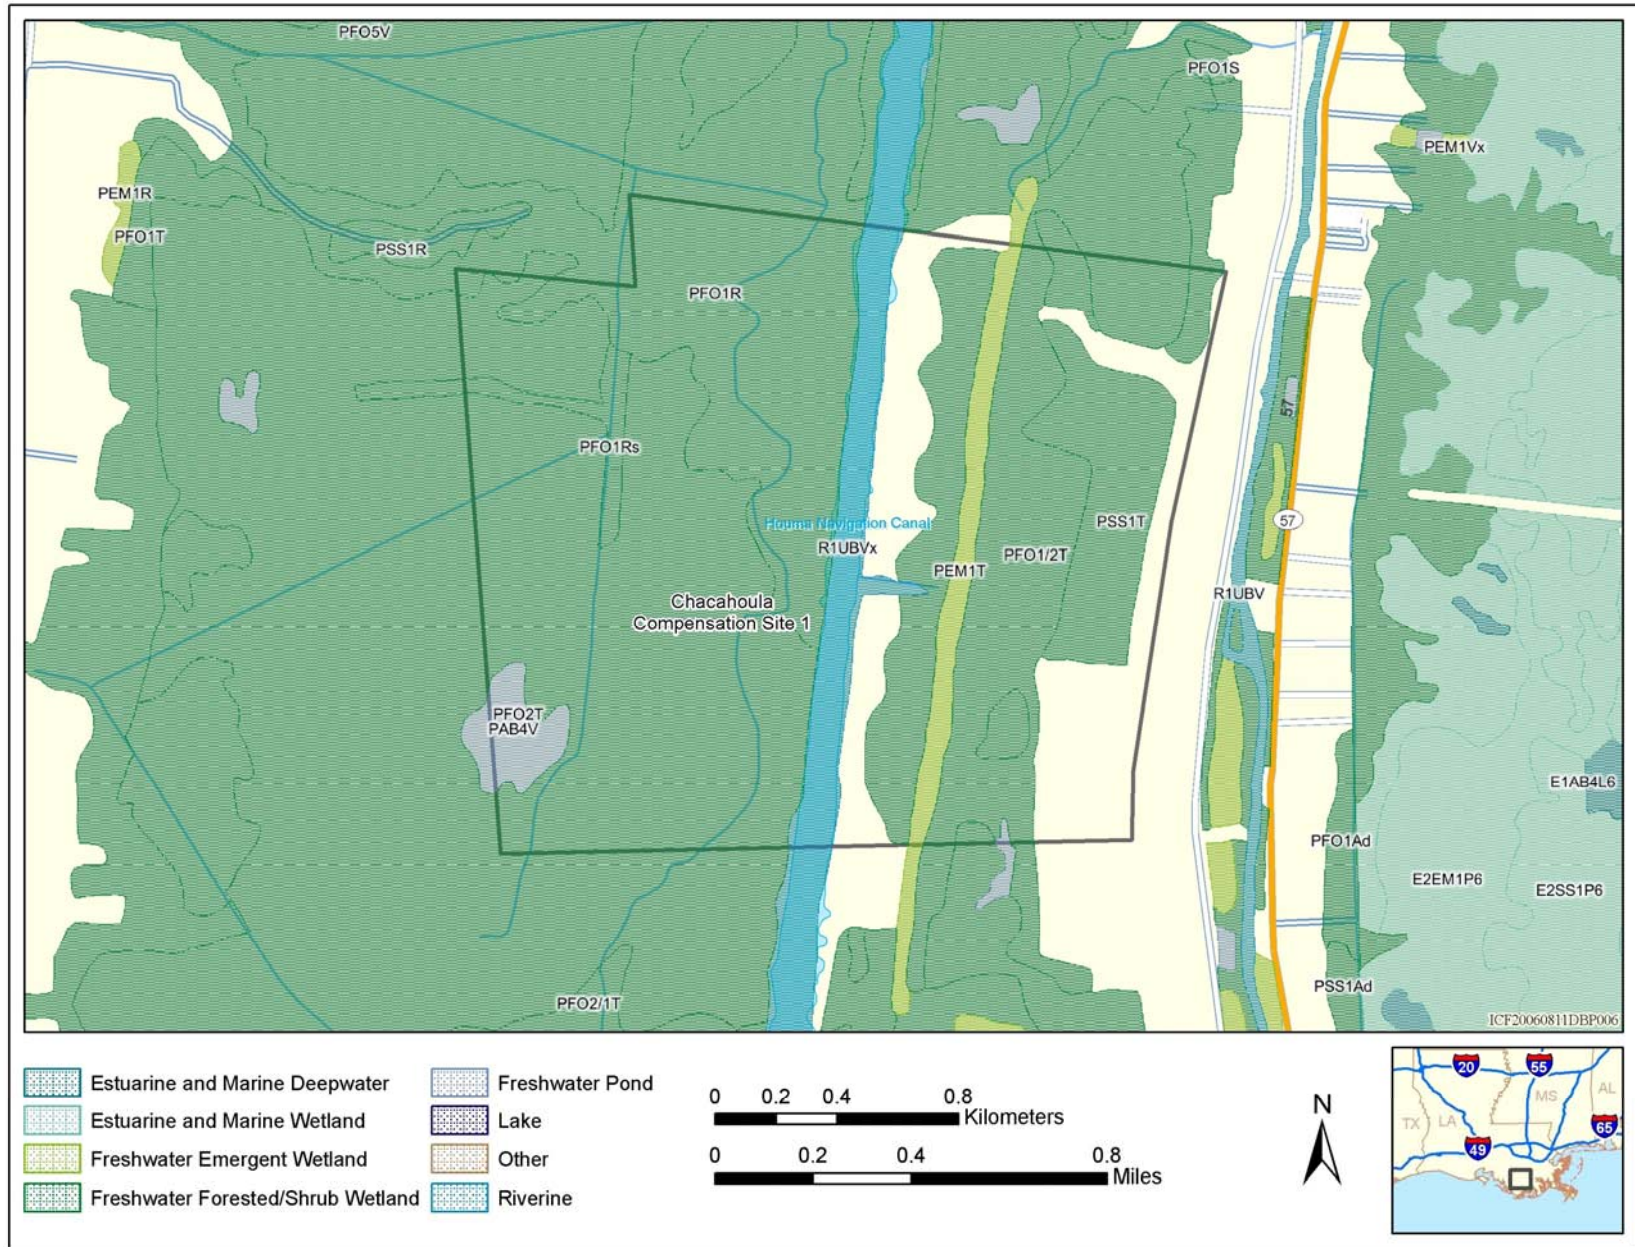 PFO5V
PFO1S
PEM1Vx
PEM1R
PFO1T
PSS1R
PFO1R
57
PFO1Rs
57
Houma Navigation Canal
R1UBVx
PSS1T
PFO1/2T
PEM1T
R1UBV
Chacahoula
Compensation Site 1
PFO2T
PAB4V
E1AB4L6
PFO1Ad
E2EM1P6
E2SS1P6
PSS1Ad
PFO2/1T
ICF20060811DBP006
Estuarine and Marine Deepwater
Estuarine and Marine Wetland
Freshwater Emergent Wetland
Freshwater Forested/Shrub Wetland
Freshwater Pond
Lake
Other
Riverine
0 0.2 0.4 0.8
Kilometers
0 0.2 0.4 0.8
Miles
N
20 55
MS AL
TX LA
65
49